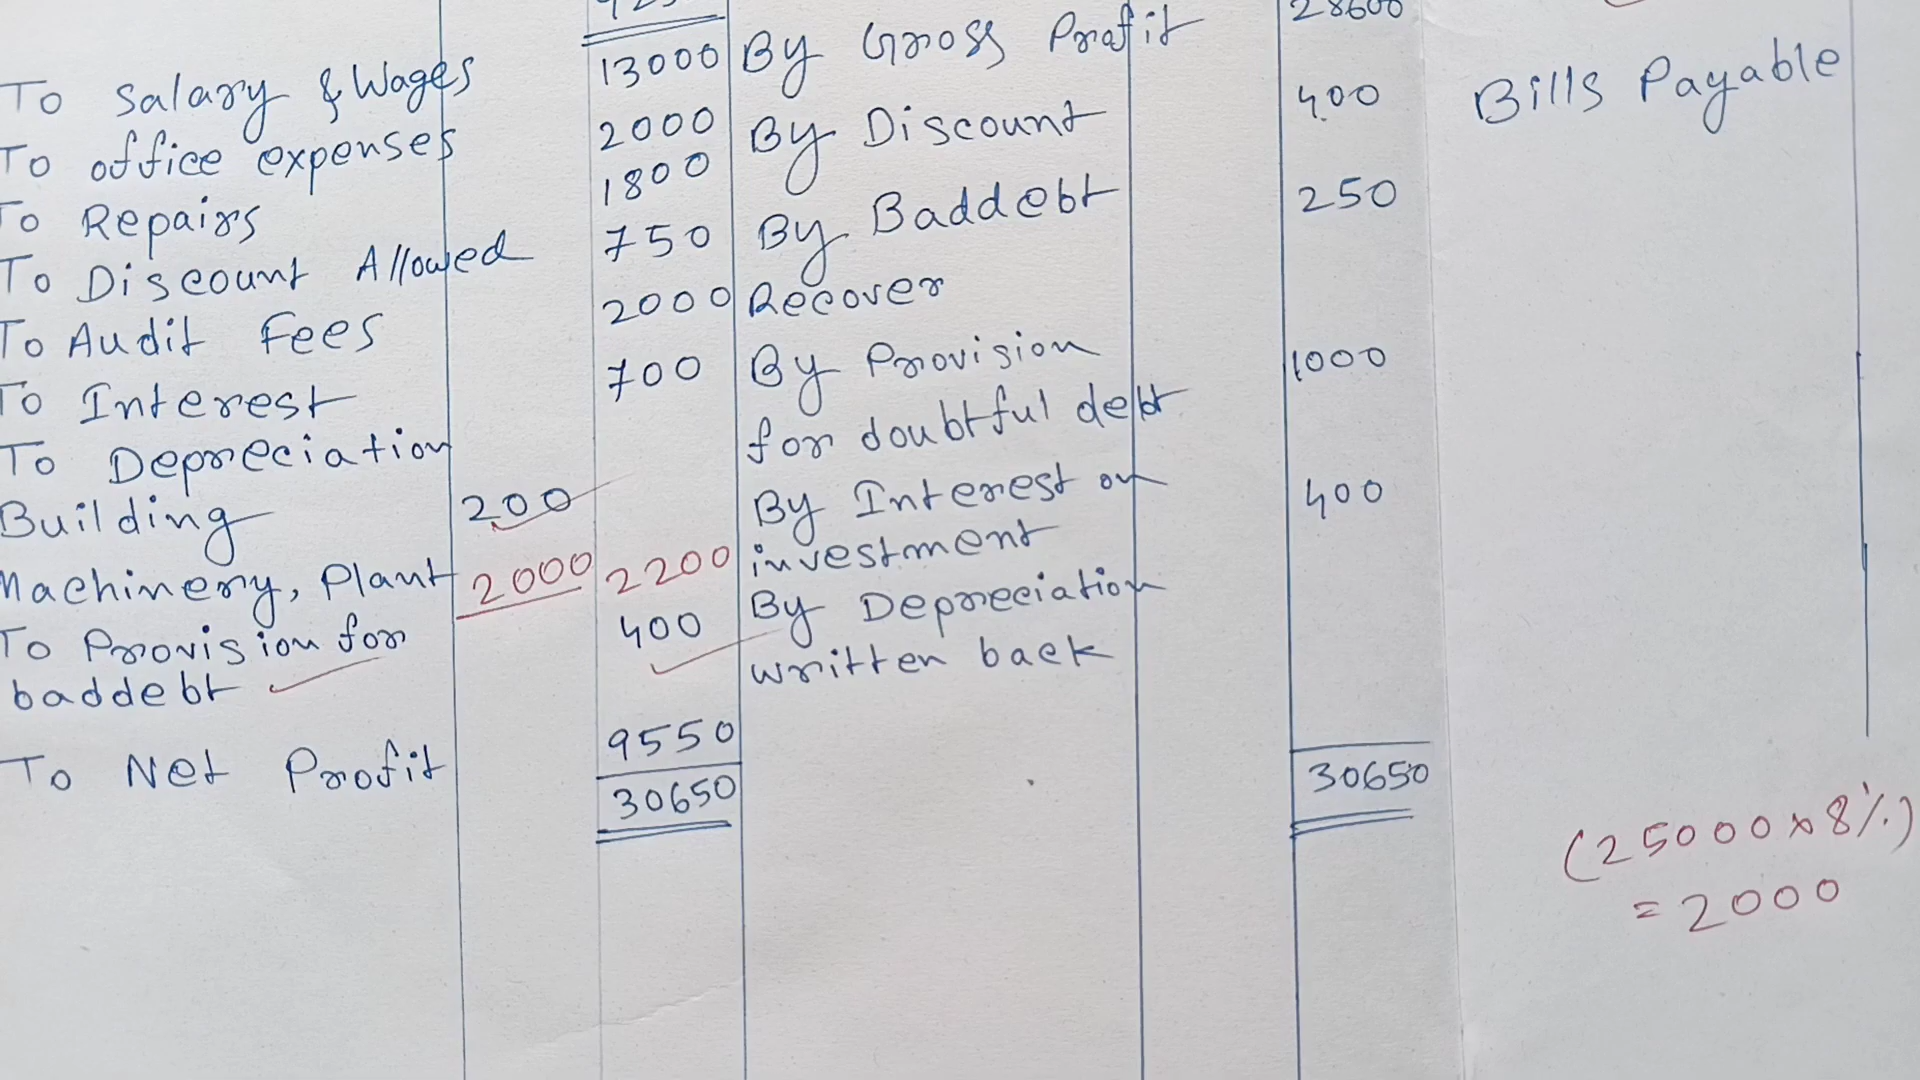 28600
To Salary & Wages 13000 By Gross Profit
To office expenses 2000 By Discount 400 Bills Payable
To Repairs 1800
To Discount Allowed 750 By Baddebt 250
To Audit Fees 2000 Recover
To Interest 700 By Provision 1000
To Depreciation for doubtful debt
Building 200 By Interest on 400
Machinery, Plant 2000 2200 investment
To Provision for 400 By Depreciation
baddebt written back
To Net Profit 9550
30650 30650
(25000 x 8%)
= 2000